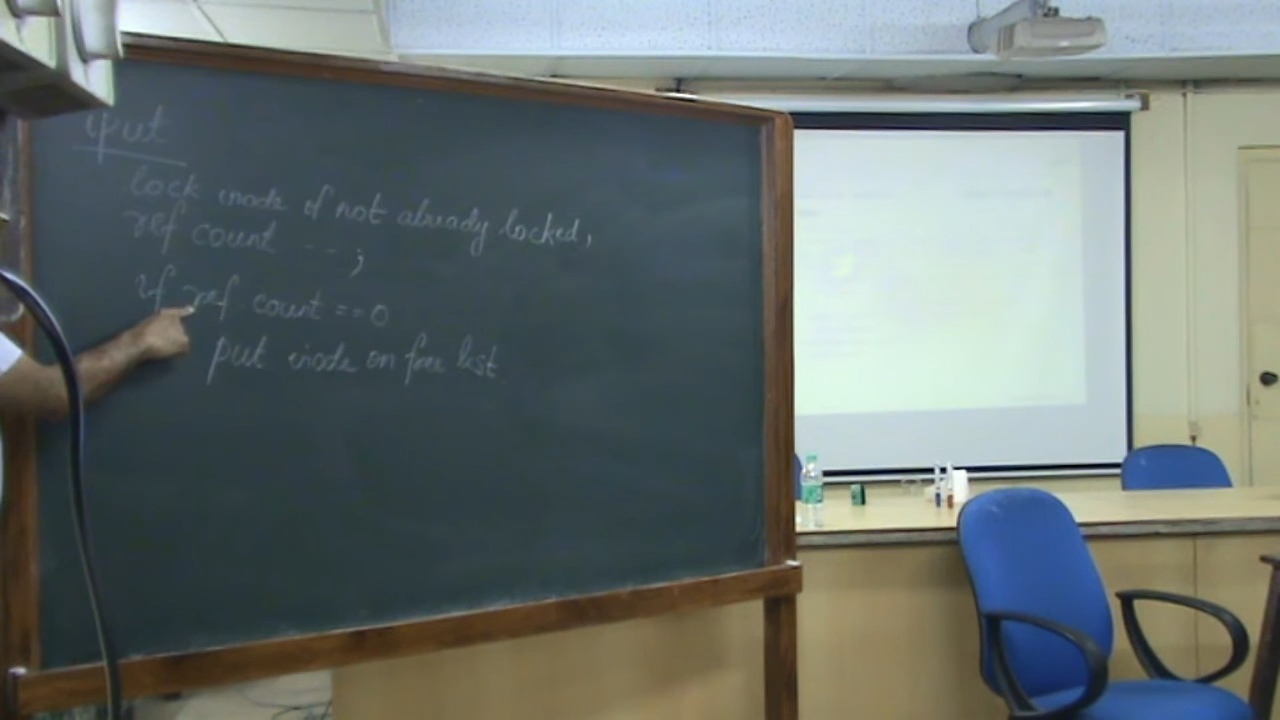 iput
lock inode if not already locked,
ref count --;
if ref count == 0
put inode on free list